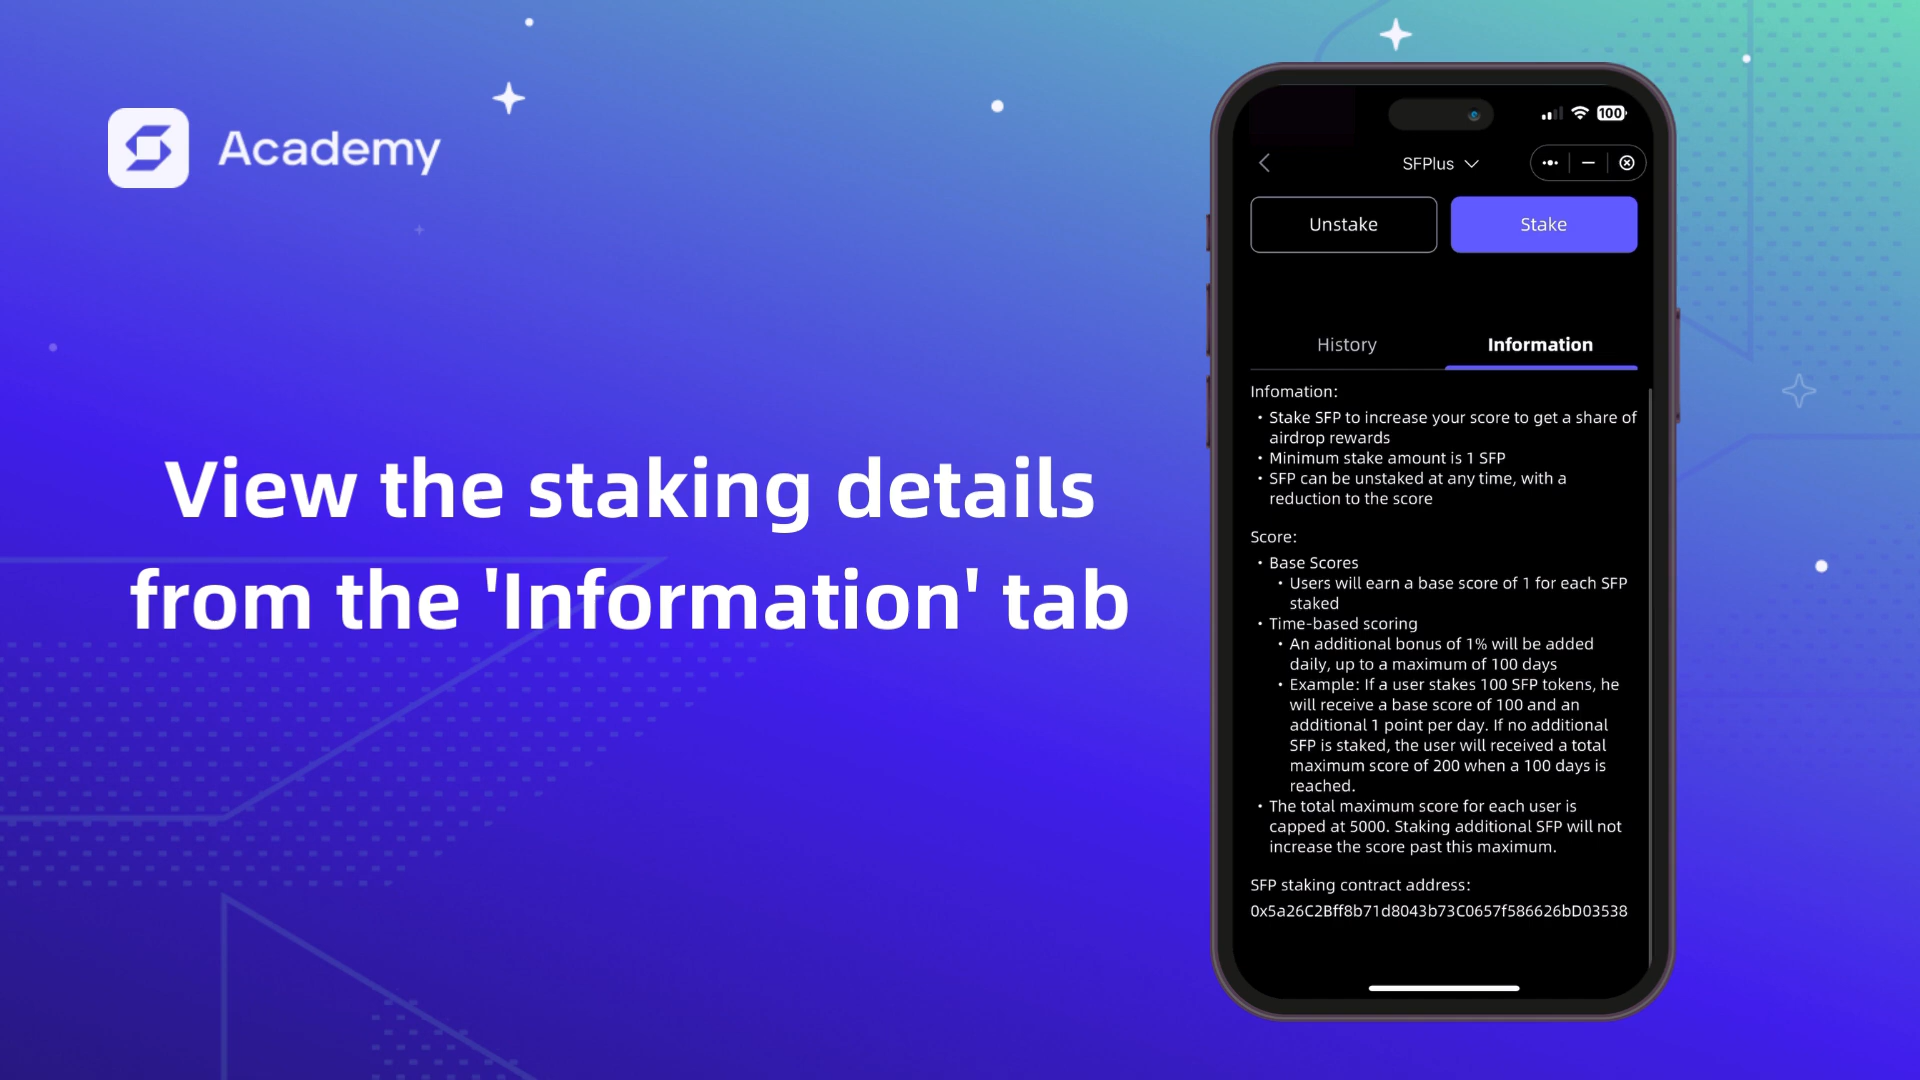 Academy
View the staking details
from the 'Information' tab
100
SFPlus
Unstake
Stake
History
Information
Infomation:
• Stake SFP to increase your score to get a share of
airdrop rewards
• Minimum stake amount is 1 SFP
• SFP can be unstaked at any time, with a
reduction to the score
Score:
• Base Scores
• Users will earn a base score of 1 for each SFP
staked
• Time-based scoring
• An additional bonus of 1% will be added
daily, up to a maximum of 100 days
• Example: If a user stakes 100 SFP tokens, he
will receive a base score of 100 and an
additional 1 point per day. If no additional
SFP is staked, the user will received a total
maximum score of 200 when a 100 days is
reached.
• The total maximum score for each user is
capped at 5000. Staking additional SFP will not
increase the score past this maximum.
SFP staking contract address:
0x5a26C2Bff8b71d8043b73C0657f586626bD03538